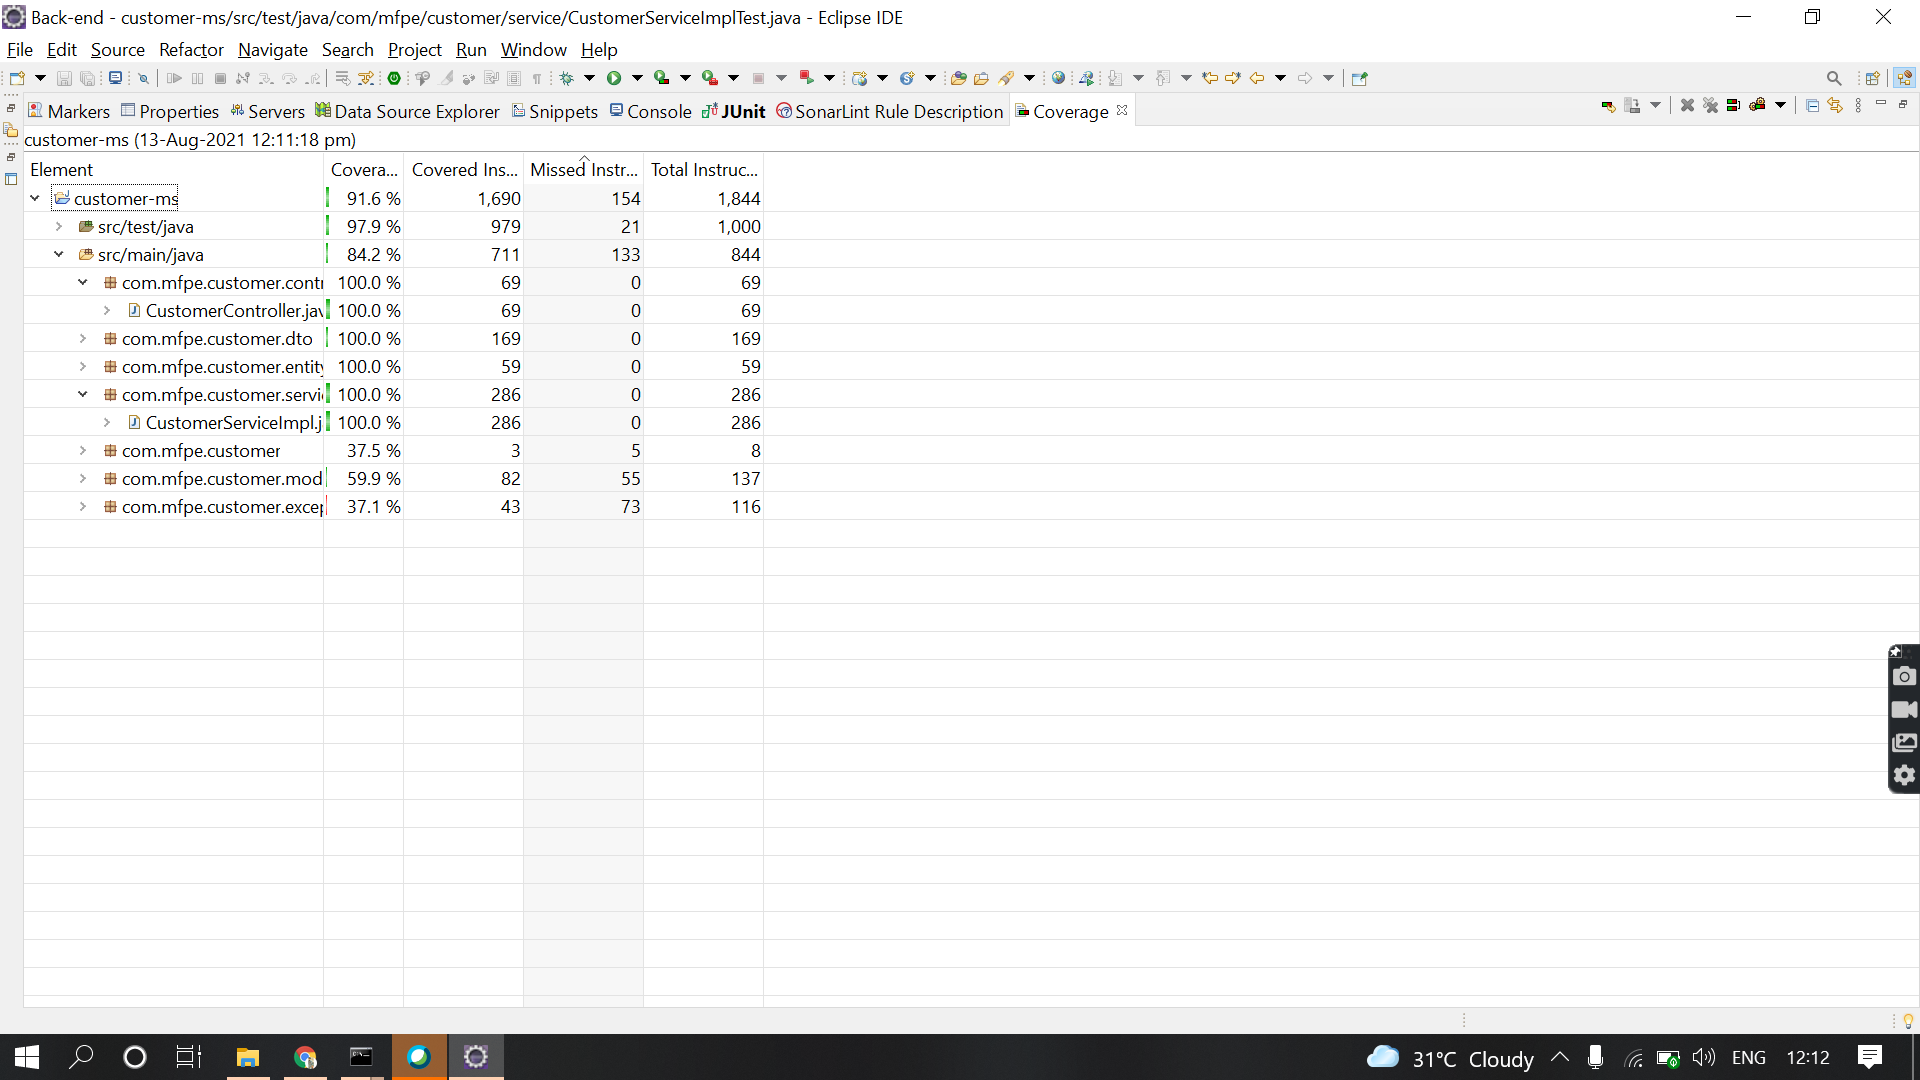 Back-end - customer-ms/src/test/java/com/mfpe/customer/service/CustomerServiceImplTest.java - Eclipse IDE
File Edit Source Refactor Navigate Search Project Run Window Help
Markers Properties Servers Data Source Explorer Snippets Console JUnit SonarLint Rule Description Coverage
customer-ms (13-Aug-2021 12:11:18 pm)
Element Covera... Covered Ins... Missed Instr... Total Instruc...
customer-ms 91.6 % 1,690 154 1,844
src/test/java 97.9 % 979 21 1,000
src/main/java 84.2 % 711 133 844
com.mfpe.customer.contr 100.0 % 69 0 69
CustomerController.jav 100.0 % 69 0 69
com.mfpe.customer.dto 100.0 % 169 0 169
com.mfpe.customer.entity 100.0 % 59 0 59
com.mfpe.customer.servi 100.0 % 286 0 286
CustomerServiceImpl.j 100.0 % 286 0 286
com.mfpe.customer 37.5 % 3 5 8
com.mfpe.customer.mod 59.9 % 82 55 137
com.mfpe.customer.excep 37.1 % 43 73 116
31°C Cloudy ENG 12:12